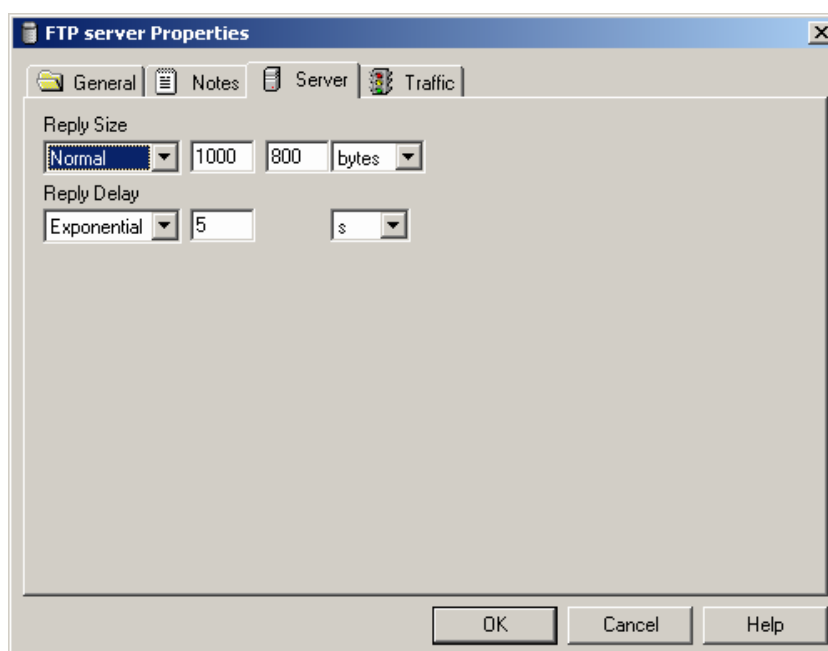 FTP server Properties
General Notes Server Traffic
Reply Size
Normal 1000 800 bytes
Reply Delay
Exponential 5 s
OK Cancel Help